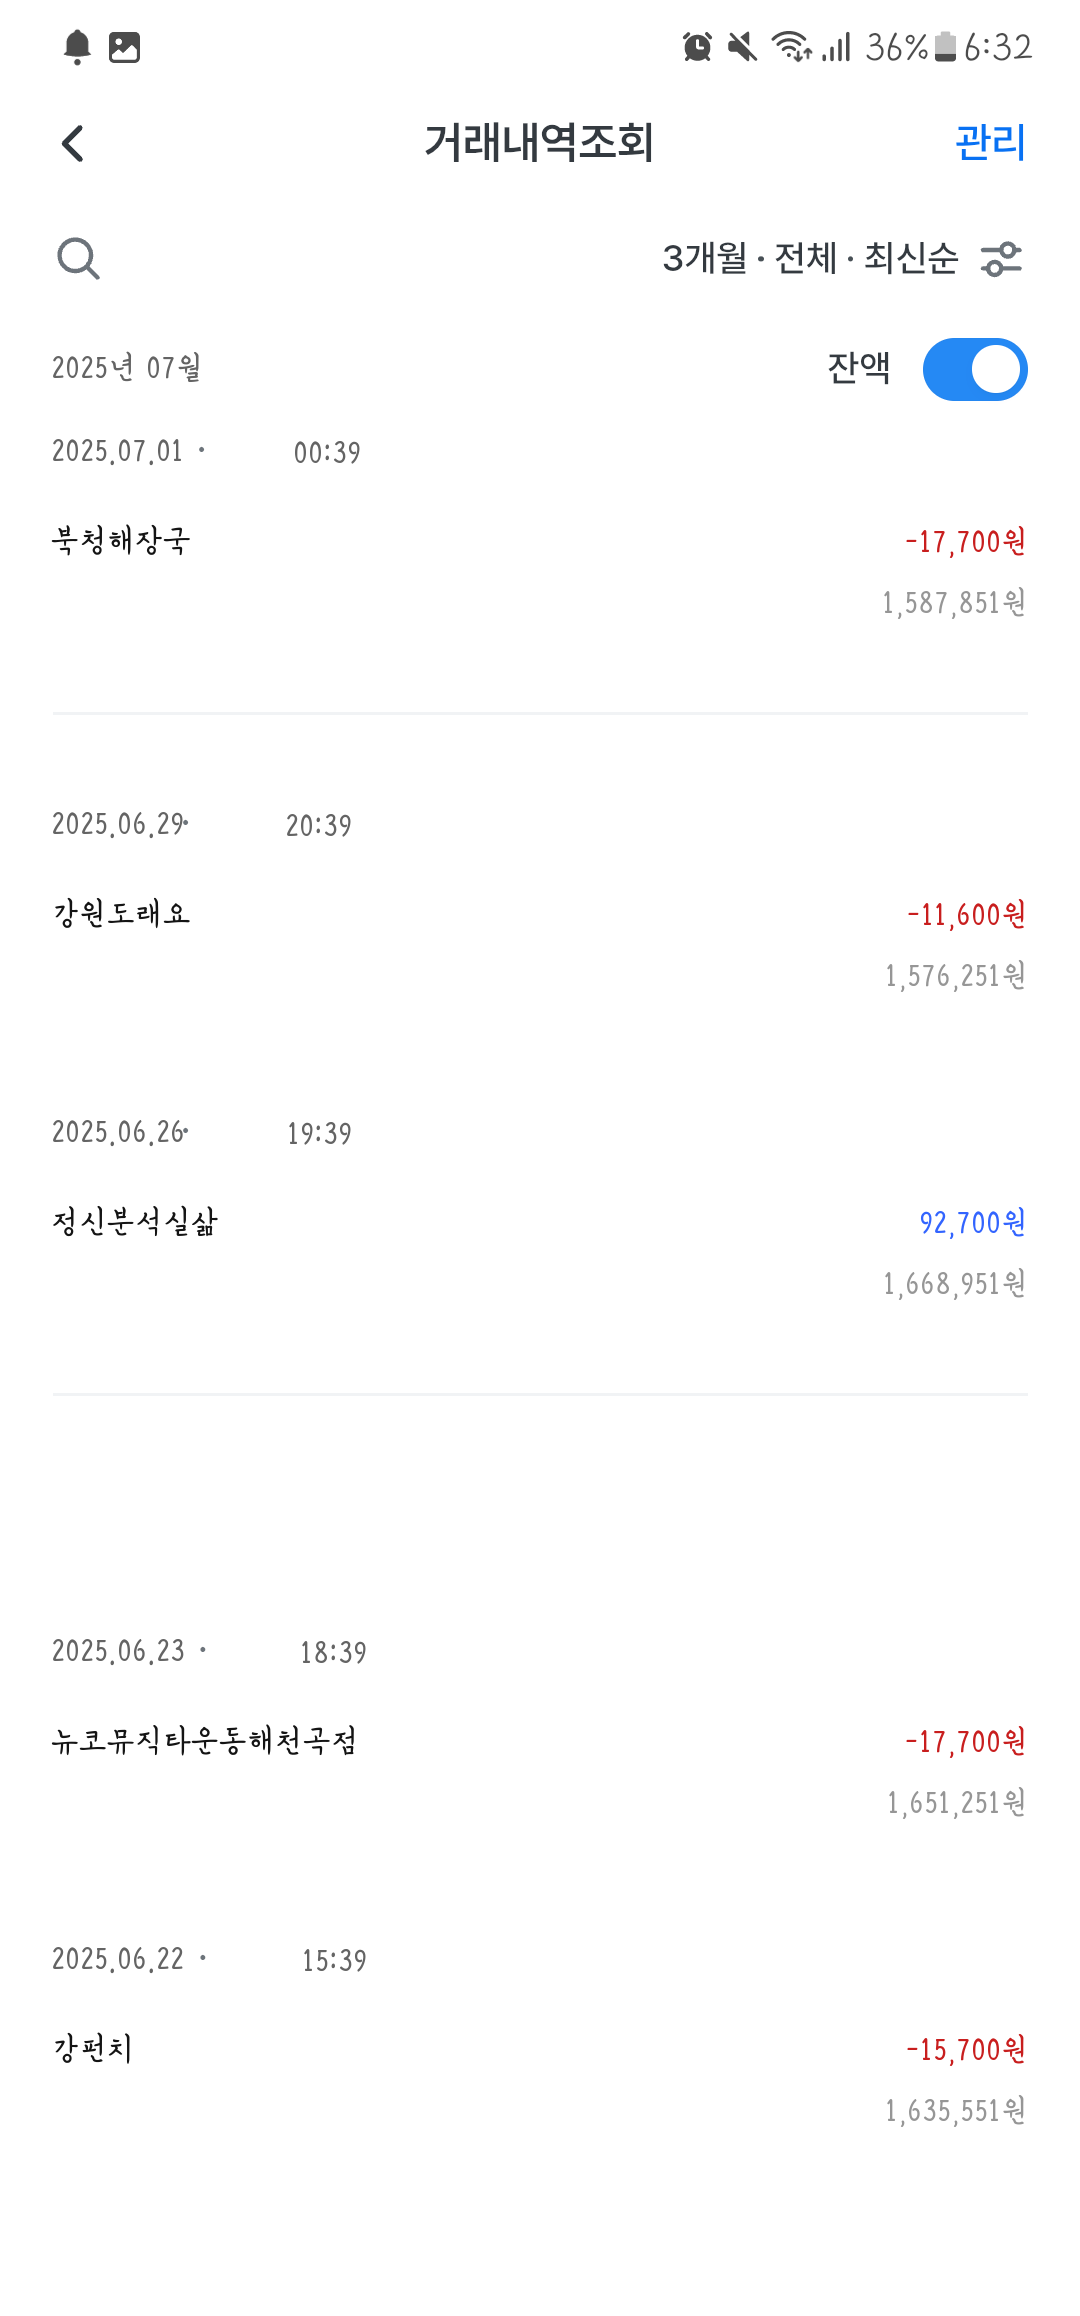 36% 6:32
거래내역조회 관리
3개월 · 전체 · 최신순
2025년 07월 잔액
2025.07.01 · 00:39
북청해장국 -17,700원
1,587,851원
2025.06.29· 20:39
강원도래요 -11,600원
1,576,251원
2025.06.26· 19:39
정신분석실삶 92,700원
1,668,951원
2025.06.23 · 18:39
뉴코뮤직타운동해천곡점 -17,700원
1,651,251원
2025.06.22 · 15:39
강펀치 -15,700원
1,635,551원